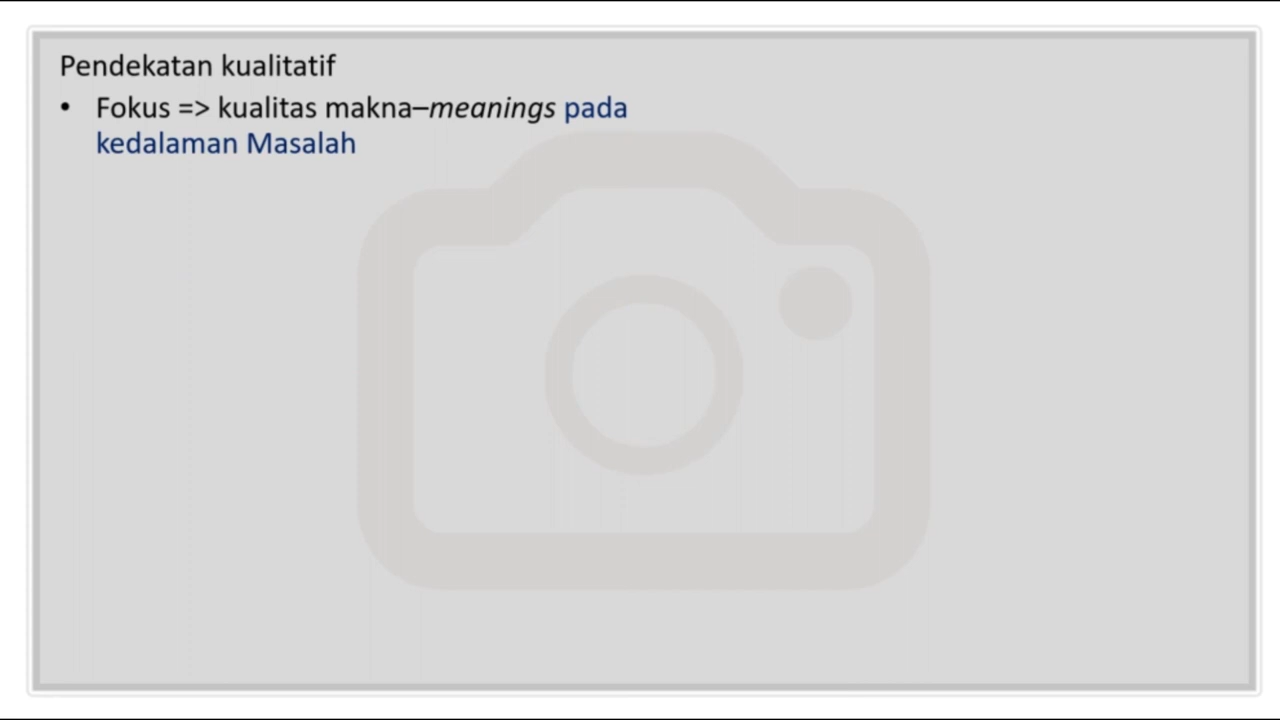 Pendekatan kualitatif
• Fokus => kualitas makna–meanings pada
kedalaman Masalah